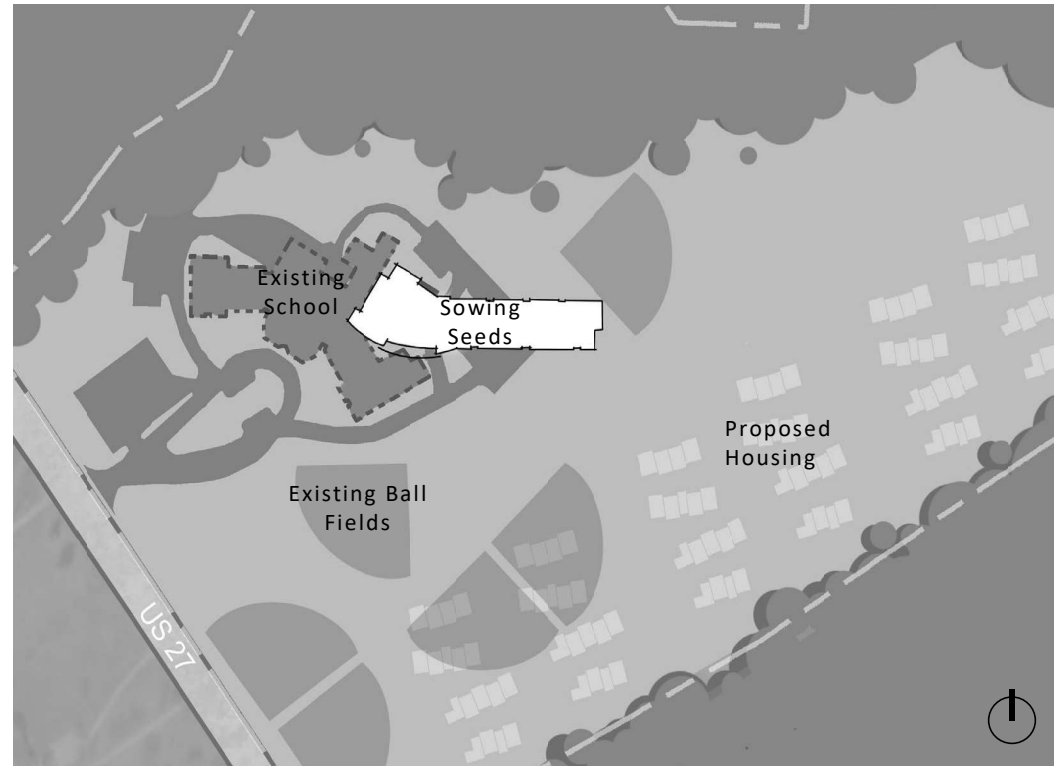 Existing
School
Sowing
Seeds
Proposed
Housing
Existing Ball
Fields
US 27